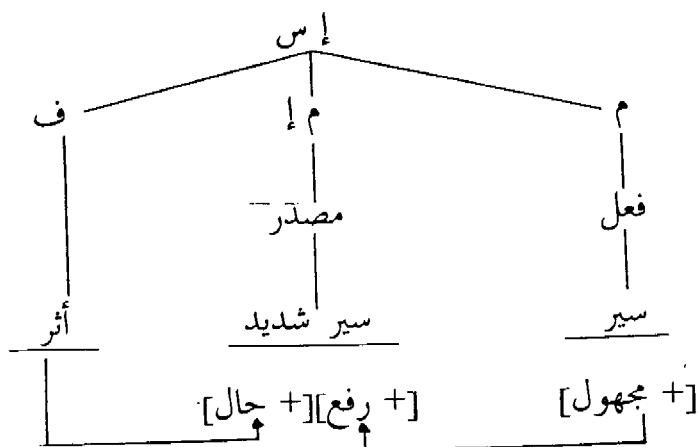 إ س
م م إ ف
فعل مصدر
سير سير شديد أثر
[+ مجهول] [+ رفع][+ حال]